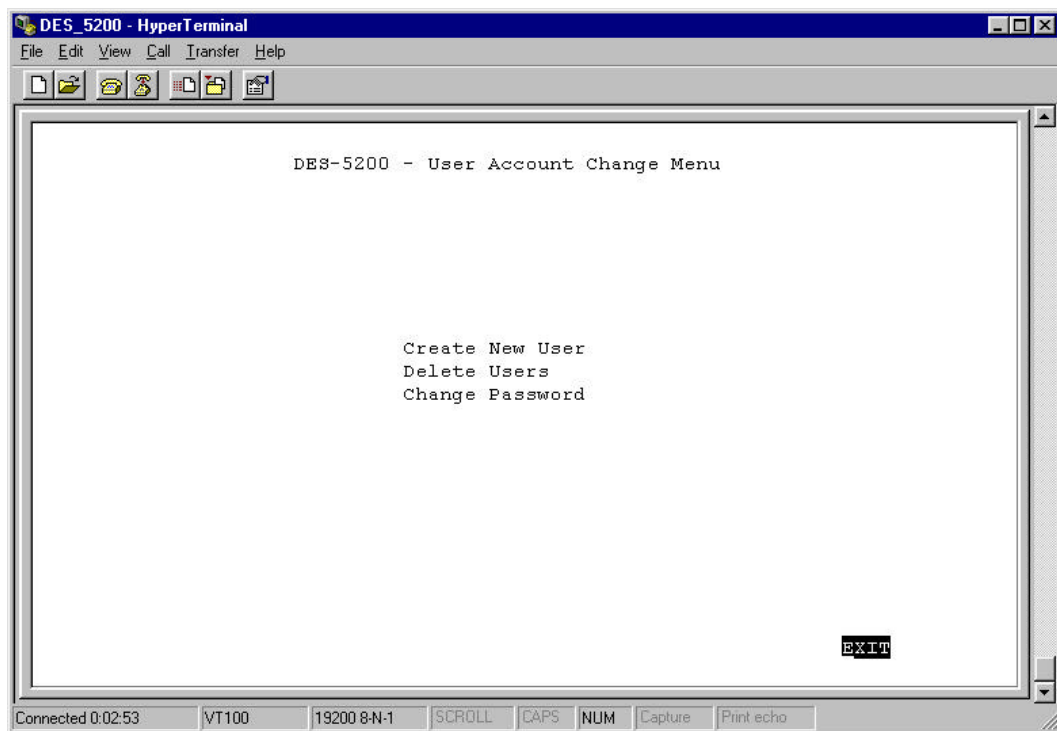 DES_5200 - HyperTerminal
File Edit View Call Transfer Help
DES-5200 - User Account Change Menu
Create New User
Delete Users
Change Password
EXIT
Connected 0:02:53 VT100 19200 8-N-1 SCROLL CAPS NUM Capture Print echo